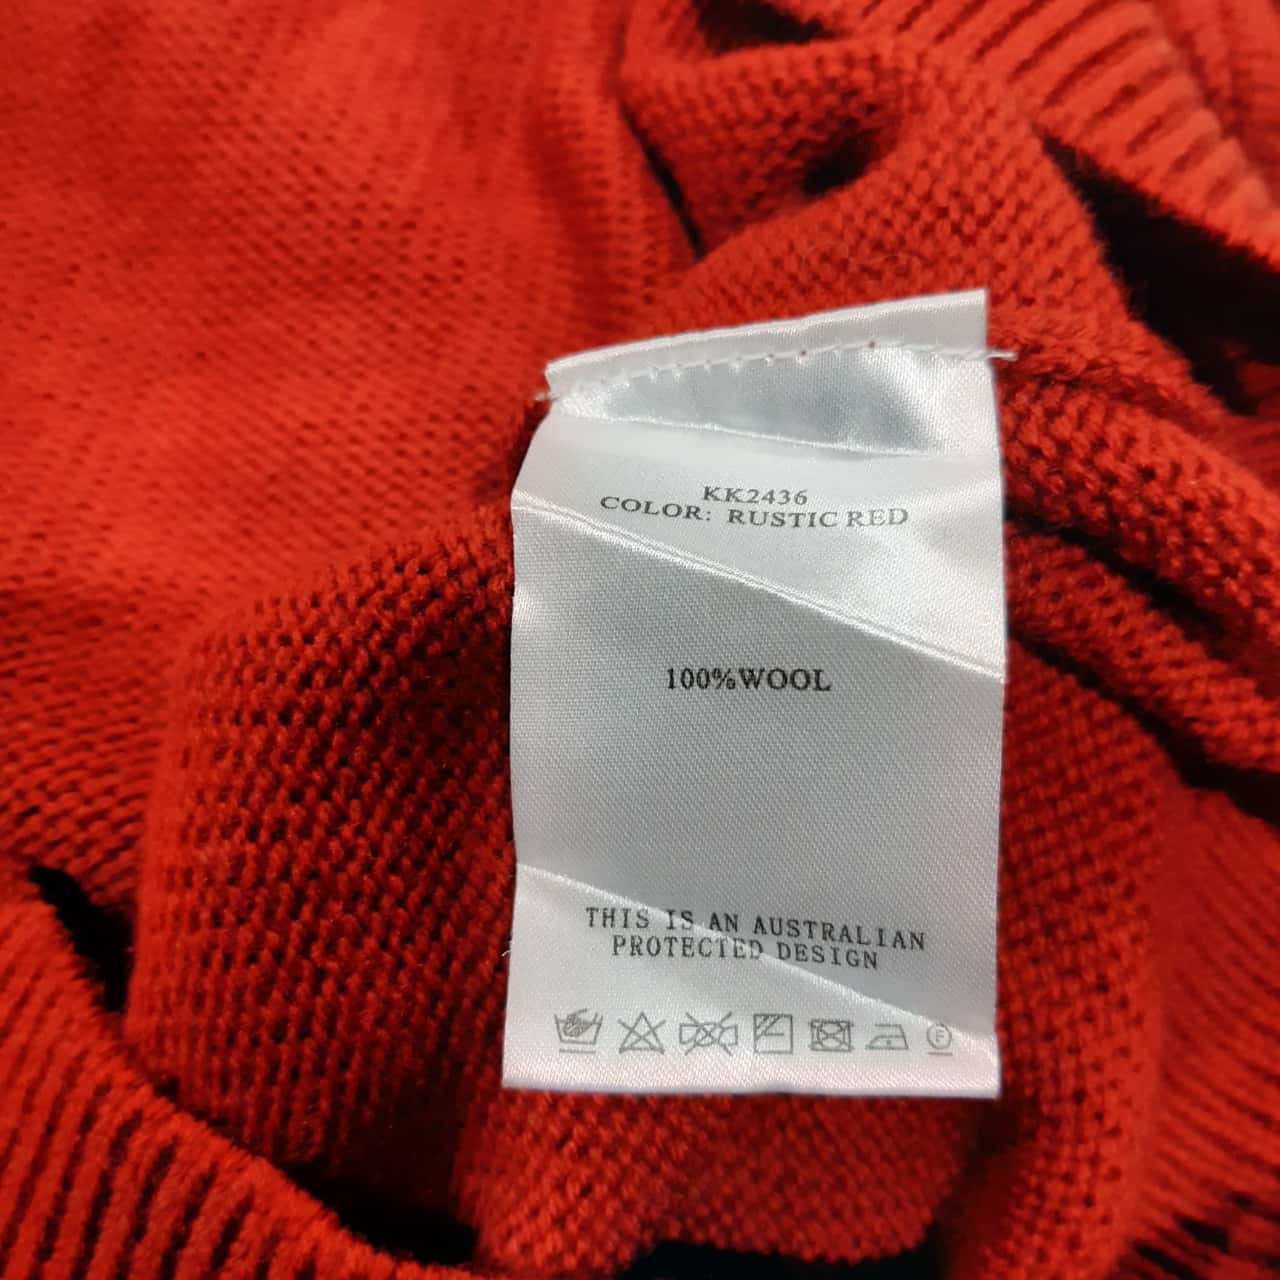 KK2436
COLOR: RUSTIC RED
100%WOOL
THIS IS AN AUSTRALIAN
PROTECTED DESIGN
F